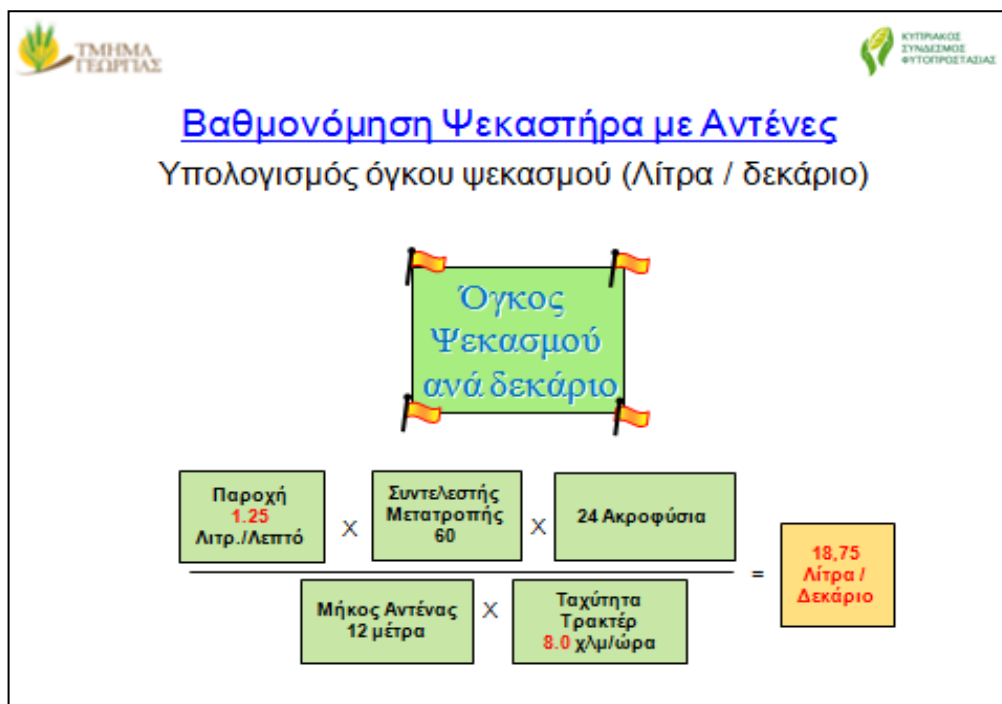 ΤΜΗΜΑ
ΓΕΩΡΓΙΑΣ
ΚΥΠΡΙΑΚΟΣ
ΣΥΝΔΕΣΜΟΣ
ΦΥΤΟΠΡΟΣΤΑΣΙΑΣ
Βαθμονόμηση Ψεκαστήρα με Αντένες
Υπολογισμός όγκου ψεκασμού (Λίτρα / δεκάριο)
Όγκος
Ψεκασμού
ανά δεκάριο
Παροχή
1.25
Λιτρ./Λεπτό
X
Συντελεστής
Μετατροπής
60
X
24 Ακροφύσια
Μήκος Αντένας
12 μέτρα
X
Ταχύτητα
Τρακτέρ
8.0 χλμ/ώρα
=
18,75
Λίτρα /
Δεκάριο